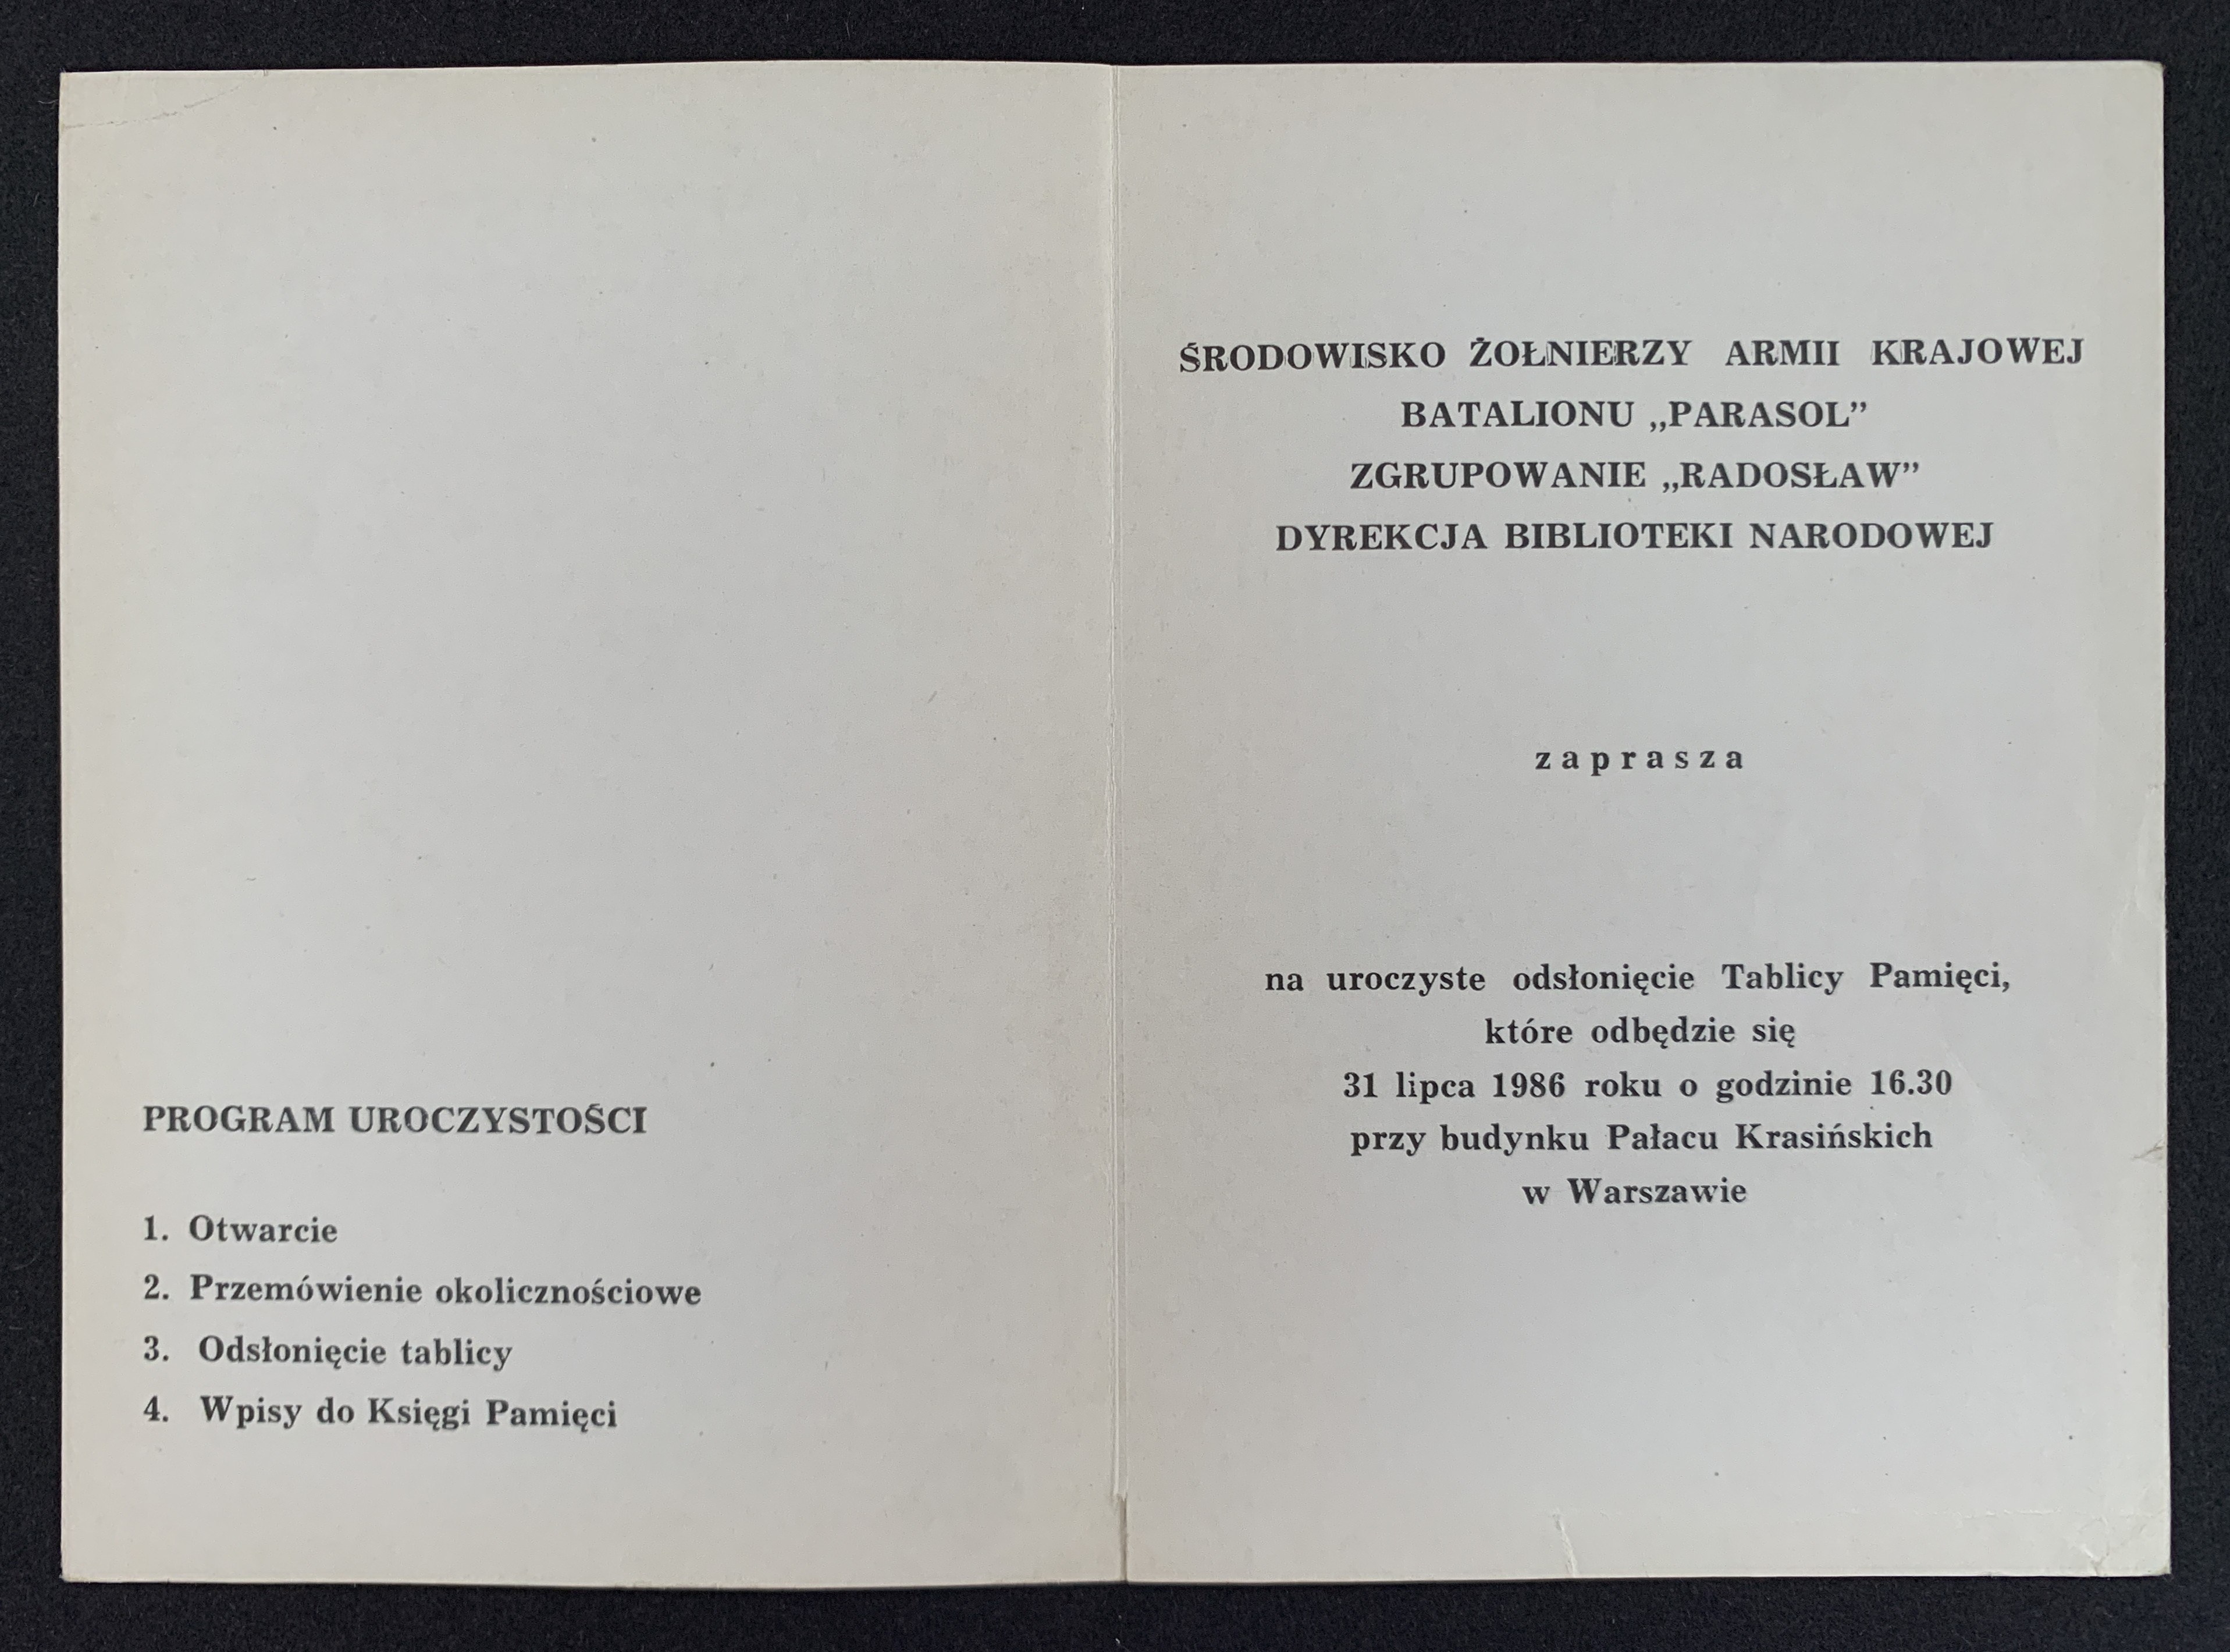 PROGRAM UROCZYSTOŚCI
1. Otwarcie
2. Przemówienie okolicznościowe
3. Odsłonięcie tablicy
4. Wpisy do Księgi Pamięci
ŚRODOWISKO ŻOŁNIERZY ARMII KRAJOWEJ
BATALIONU „PARASOL”
ZGRUPOWANIE „RADOSŁAW”
DYREKCJA BIBLIOTEKI NARODOWEJ
zaprasza
na uroczyste odsłonięcie Tablicy Pamięci,
które odbędzie się
31 lipca 1986 roku o godzinie 16.30
przy budynku Pałacu Krasińskich
w Warszawie